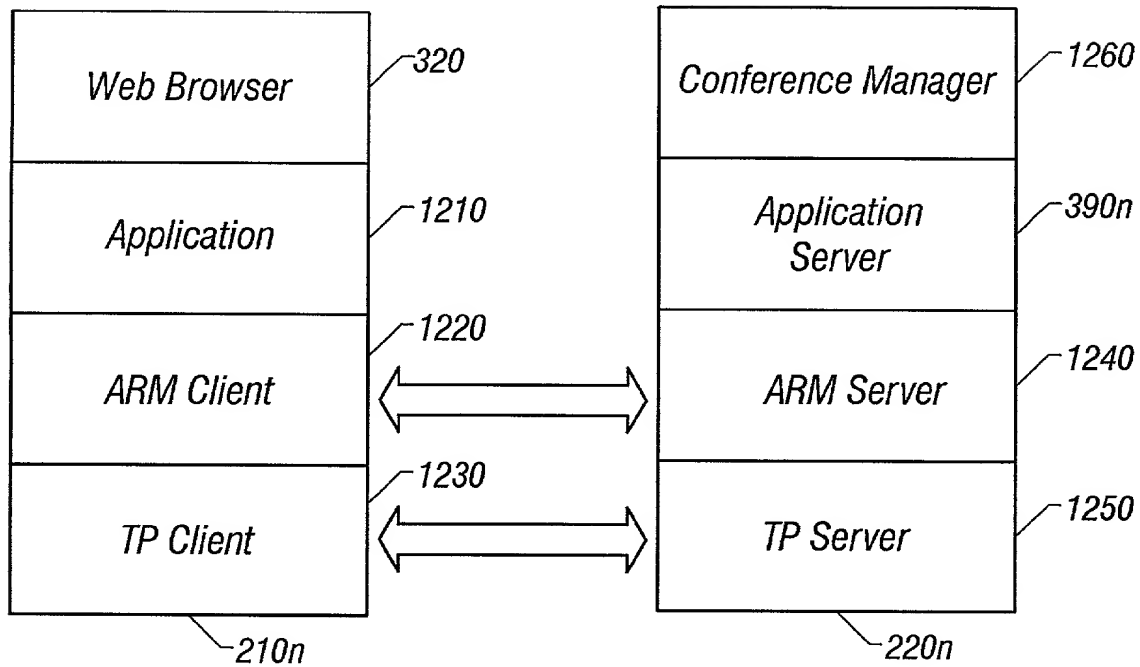 Web Browser
320
Application
1210
ARM Client
1220
TP Client
1230
210n
Conference Manager
1260
Application
Server
390n
ARM Server
1240
TP Server
1250
220n